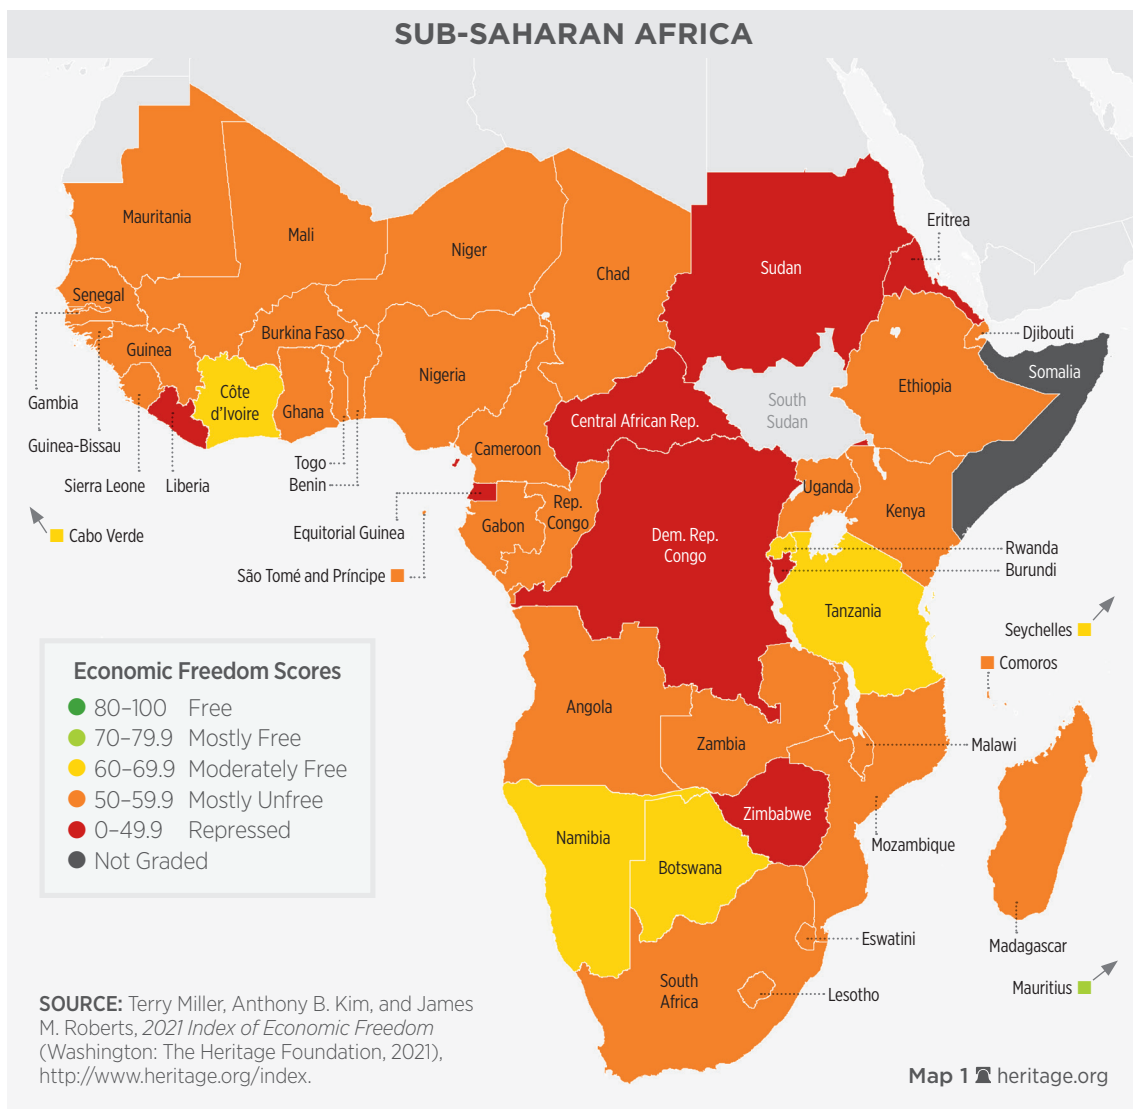 SUB-SAHARAN AFRICA
Mauritania
Mali
Niger
Chad
Sudan
Eritrea
Senegal
Burkina Faso
Djibouti
Guinea
Nigeria
Somalia
Ethiopia
Côte
d'Ivoire
Ghana
South
Sudan
Gambia
Central African Rep.
Guinea-Bissau
Cameroon
Togo
Sierra Leone
Liberia
Benin
Uganda
Rep.
Congo
Kenya
Cabo Verde
Equitorial Guinea
Gabon
Dem. Rep.
Congo
Rwanda
Burundi
São Tomé and Príncipe
Tanzania
Seychelles
Comoros
Economic Freedom Scores
80–100 Free
70–79.9 Mostly Free
60–69.9 Moderately Free
50–59.9 Mostly Unfree
0–49.9 Repressed
Not Graded
Angola
Zambia
Malawi
Zimbabwe
Namibia
Mozambique
Botswana
Eswatini
Madagascar
South
Africa
Lesotho
Mauritius
SOURCE: Terry Miller, Anthony B. Kim, and James
M. Roberts, 2021 Index of Economic Freedom
(Washington: The Heritage Foundation, 2021),
http://www.heritage.org/index.
Map 1 heritage.org